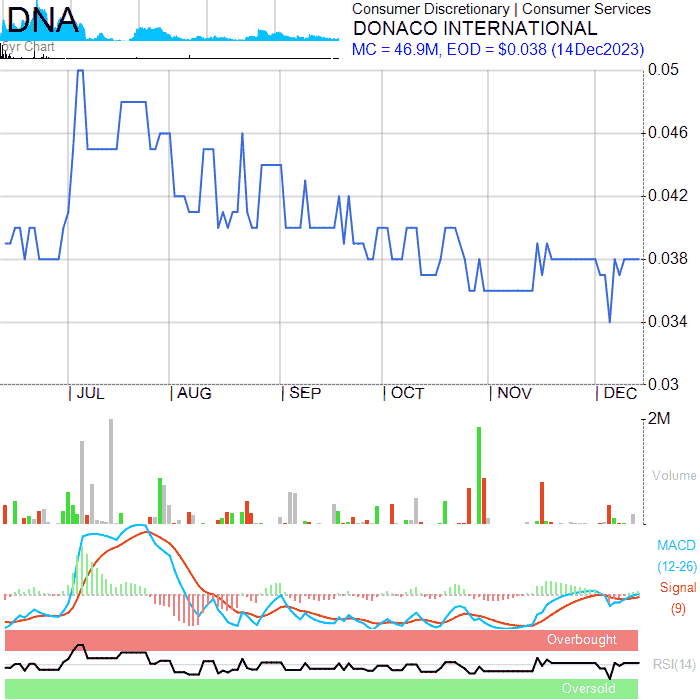 DNA
6yr Chart
Consumer Discretionary | Consumer Services
DONACO INTERNATIONAL
MC = 46.9M, EOD = $0.038 (14Dec2023)
0.05
0.046
0.042
0.038
0.034
0.03
JUL
AUG
SEP
OCT
NOV
DEC
2M
Volume
MACD
(12-26)
Signal
(9)
Overbought
RSI(14)
Oversold